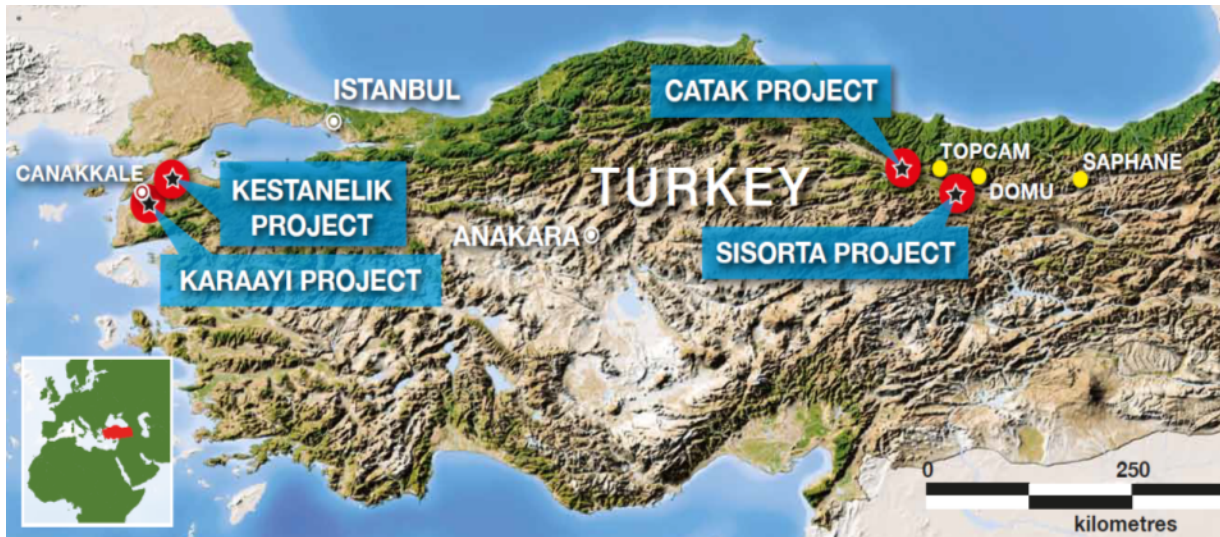 ISTANBUL
CATAK PROJECT
CANAKKALE
KESTANELIK
PROJECT
KARAAYI PROJECT
TURKEY
ANAKARA
TOPCAM
SAPHANE
DOMU
SISORTA PROJECT
0 250
kilometres